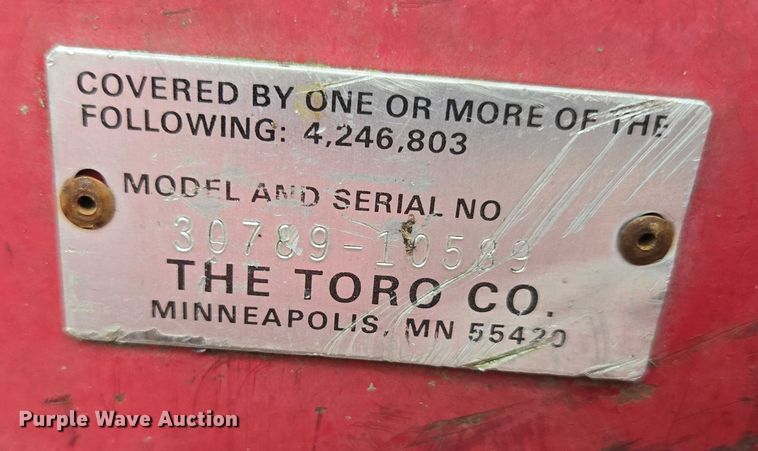 COVERED BY ONE OR MORE OF THE
FOLLOWING: 4,246,803
MODEL AND SERIAL NO
30789-10589
THE TORO CO.
MINNEAPOLIS, MN 55420
Purple Wave Auction